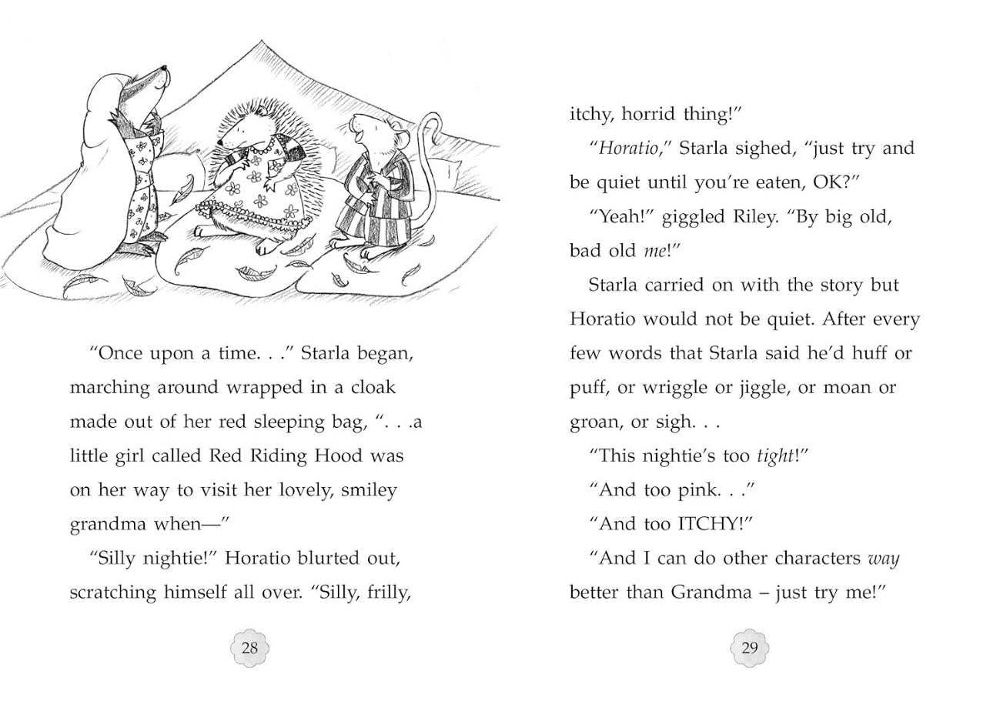 “Once upon a time. . .” Starla began,
marching around wrapped in a cloak
made out of her red sleeping bag, “. . .a
little girl called Red Riding Hood was
on her way to visit her lovely, smiley
grandma when—”
“Silly nightie!” Horatio blurted out,
scratching himself all over. “Silly, frilly,
28
itchy, horrid thing!”
“Horatio,” Starla sighed, “just try and
be quiet until you’re eaten, OK?”
“Yeah!” giggled Riley. “By big old,
bad old me!”
Starla carried on with the story but
Horatio would not be quiet. After every
few words that Starla said he’d huff or
puff, or wriggle or jiggle, or moan or
groan, or sigh. . .
“This nightie’s too tight!”
“And too pink. . .”
“And too ITCHY!”
“And I can do other characters way
better than Grandma – just try me!”
29